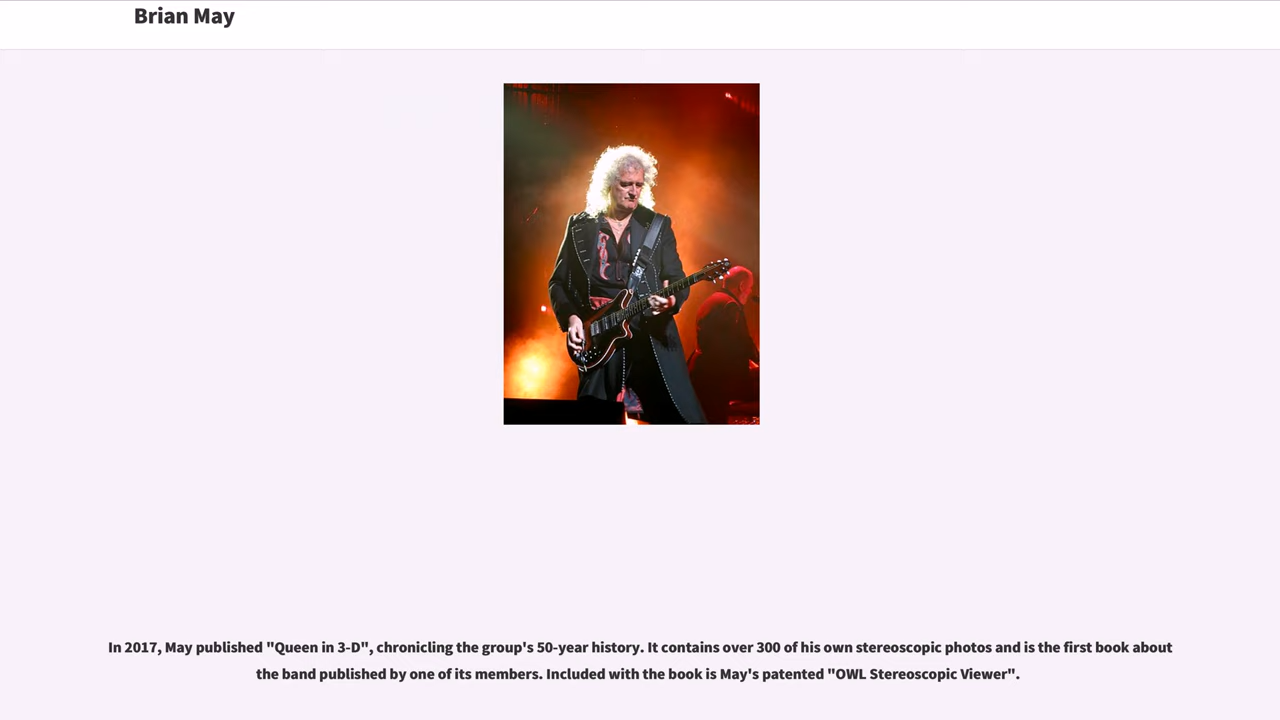 Brian May
In 2017, May published "Queen in 3-D", chronicling the group's 50-year history. It contains over 300 of his own stereoscopic photos and is the first book about
the band published by one of its members. Included with the book is May's patented "OWL Stereoscopic Viewer".